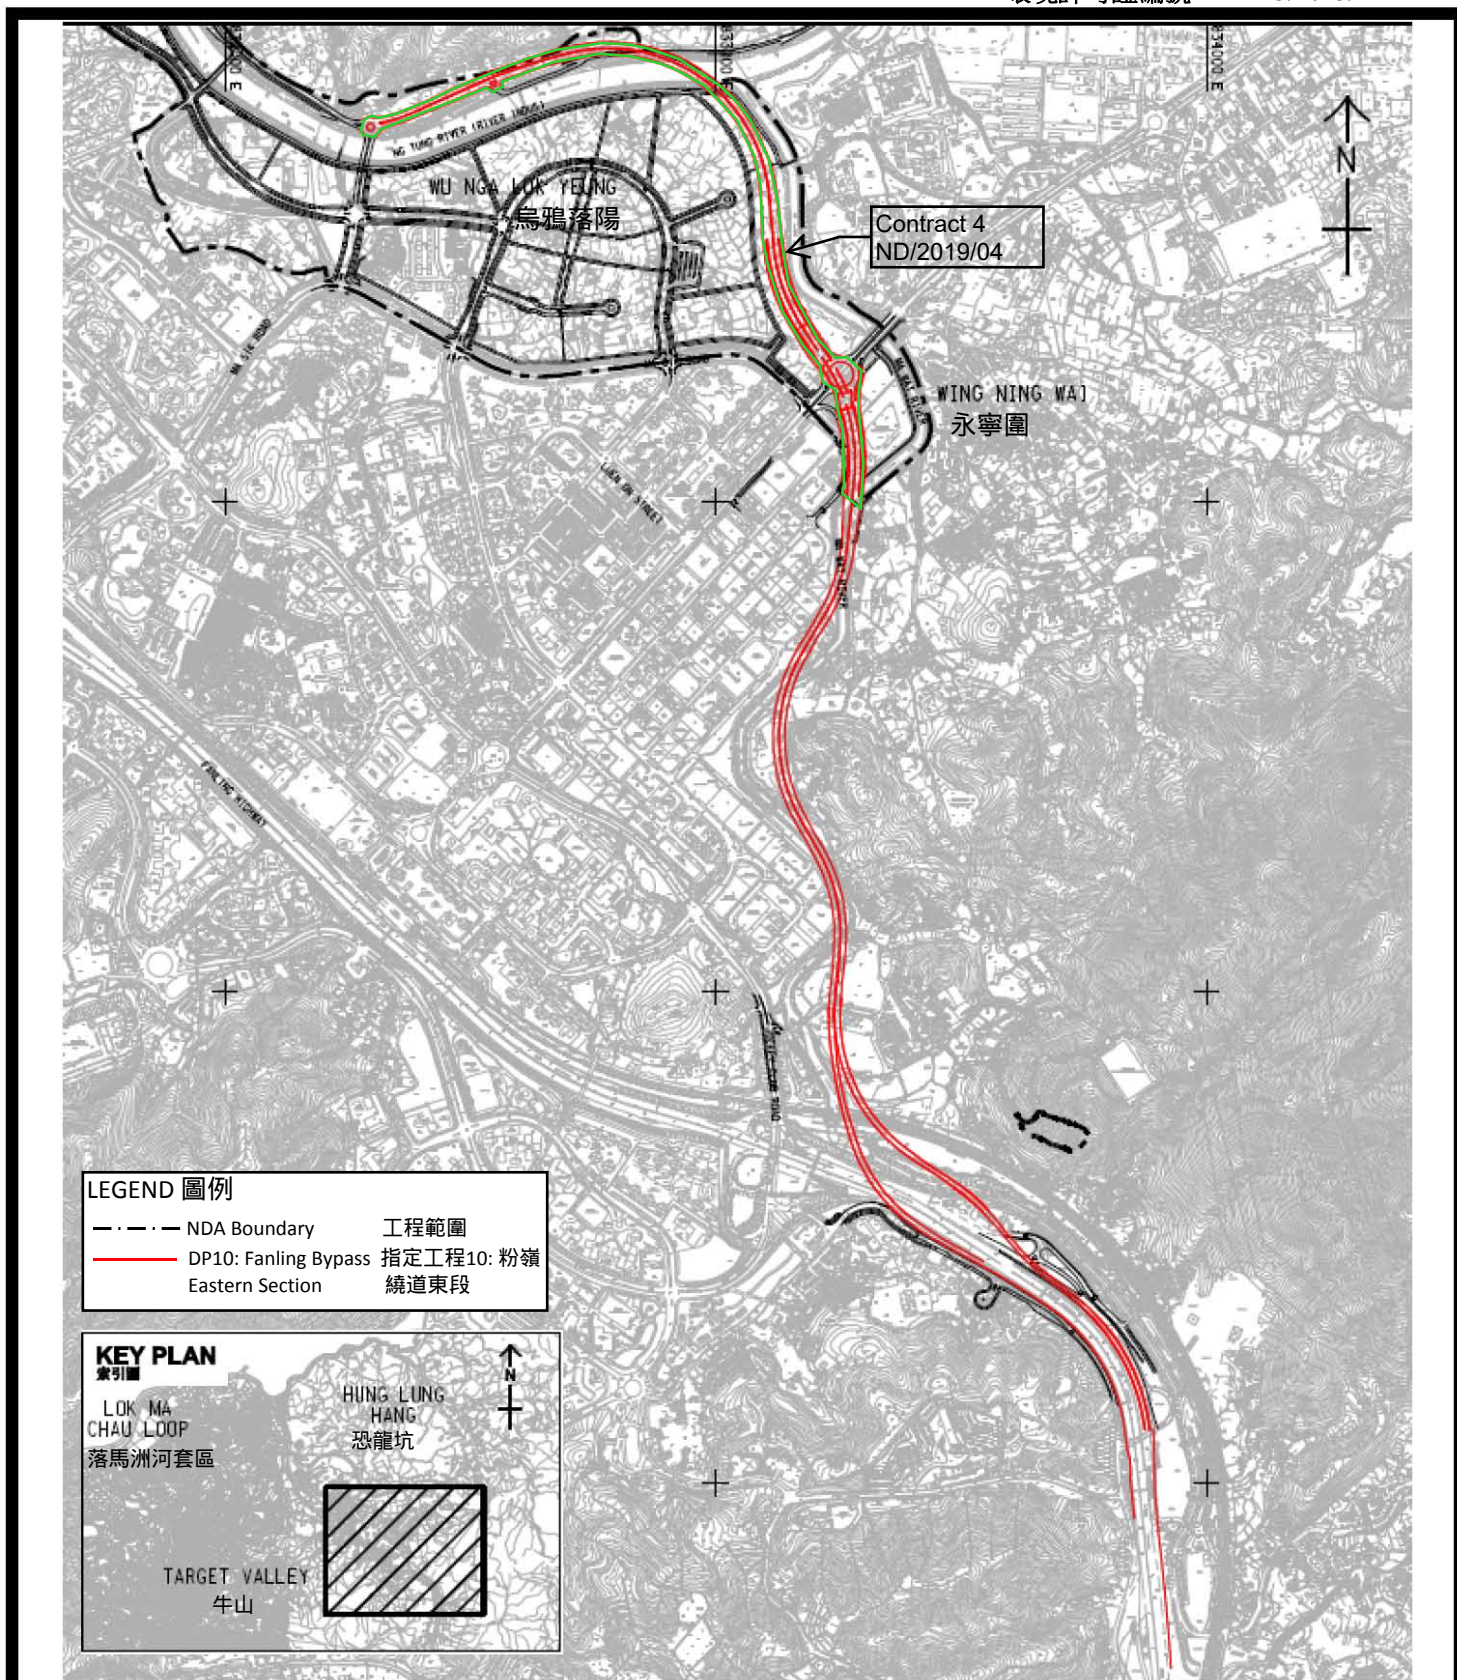 834000 E
N
NG TUNG RIVER (RIVER INDUS)
WU NGA LOK YEUNG
烏鴉落陽
Contract 4
ND/2019/04
MA SIK ROAD
WING NING WAI
永寧圍
MA WAT RIVER
LUEN ON STREET
MA WAT RIVER
FANLING HIGHWAY
ROAD
LEGEND 圖例
NDA Boundary 工程範圍
DP10: Fanling Bypass 指定工程10: 粉嶺
Eastern Section 繞道東段
KEY PLAN
索引圖
N
LOK MA
CHAU LOOP
落馬洲河套區
HUNG LUNG
HANG
恐龍坑
TARGET VALLEY
牛山